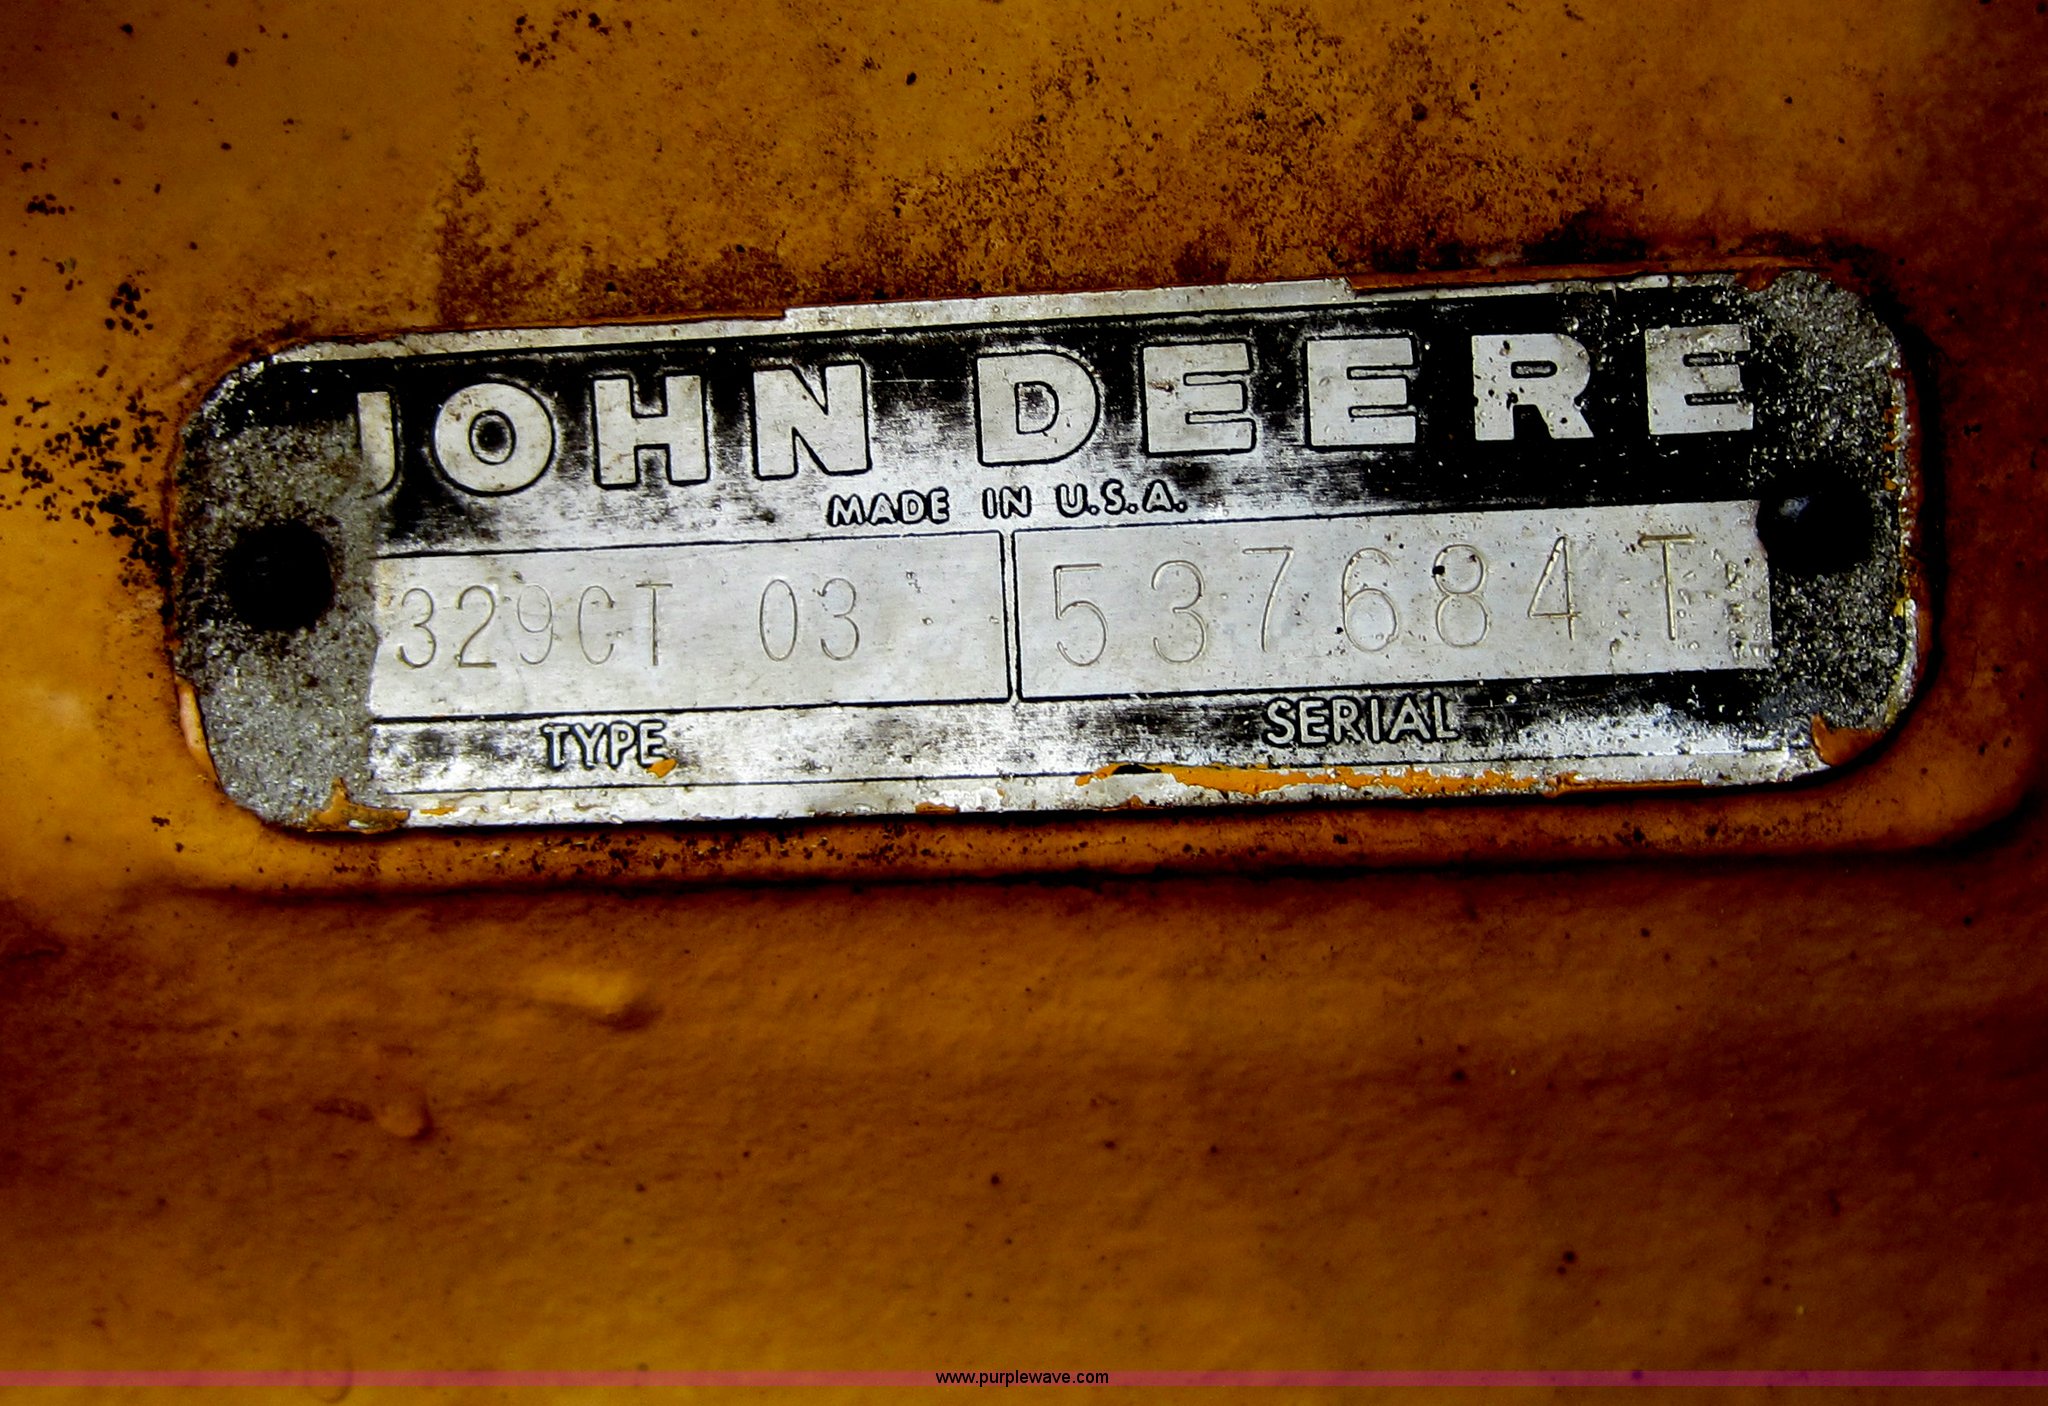 JOHN DEERE
MADE IN U.S.A.
329CT 03 537684T
TYPE SERIAL
www.purplewave.com